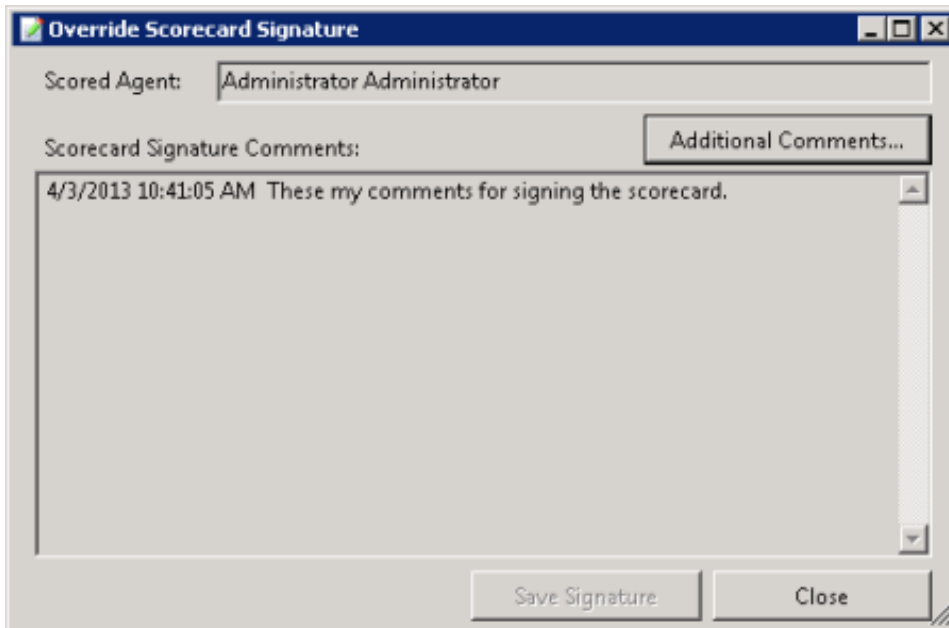 Override Scorecard Signature
Scored Agent: Administrator Administrator
Additional Comments...
Scorecard Signature Comments:
4/3/2013 10:41:05 AM  These my comments for signing the scorecard.
Save Signature Close